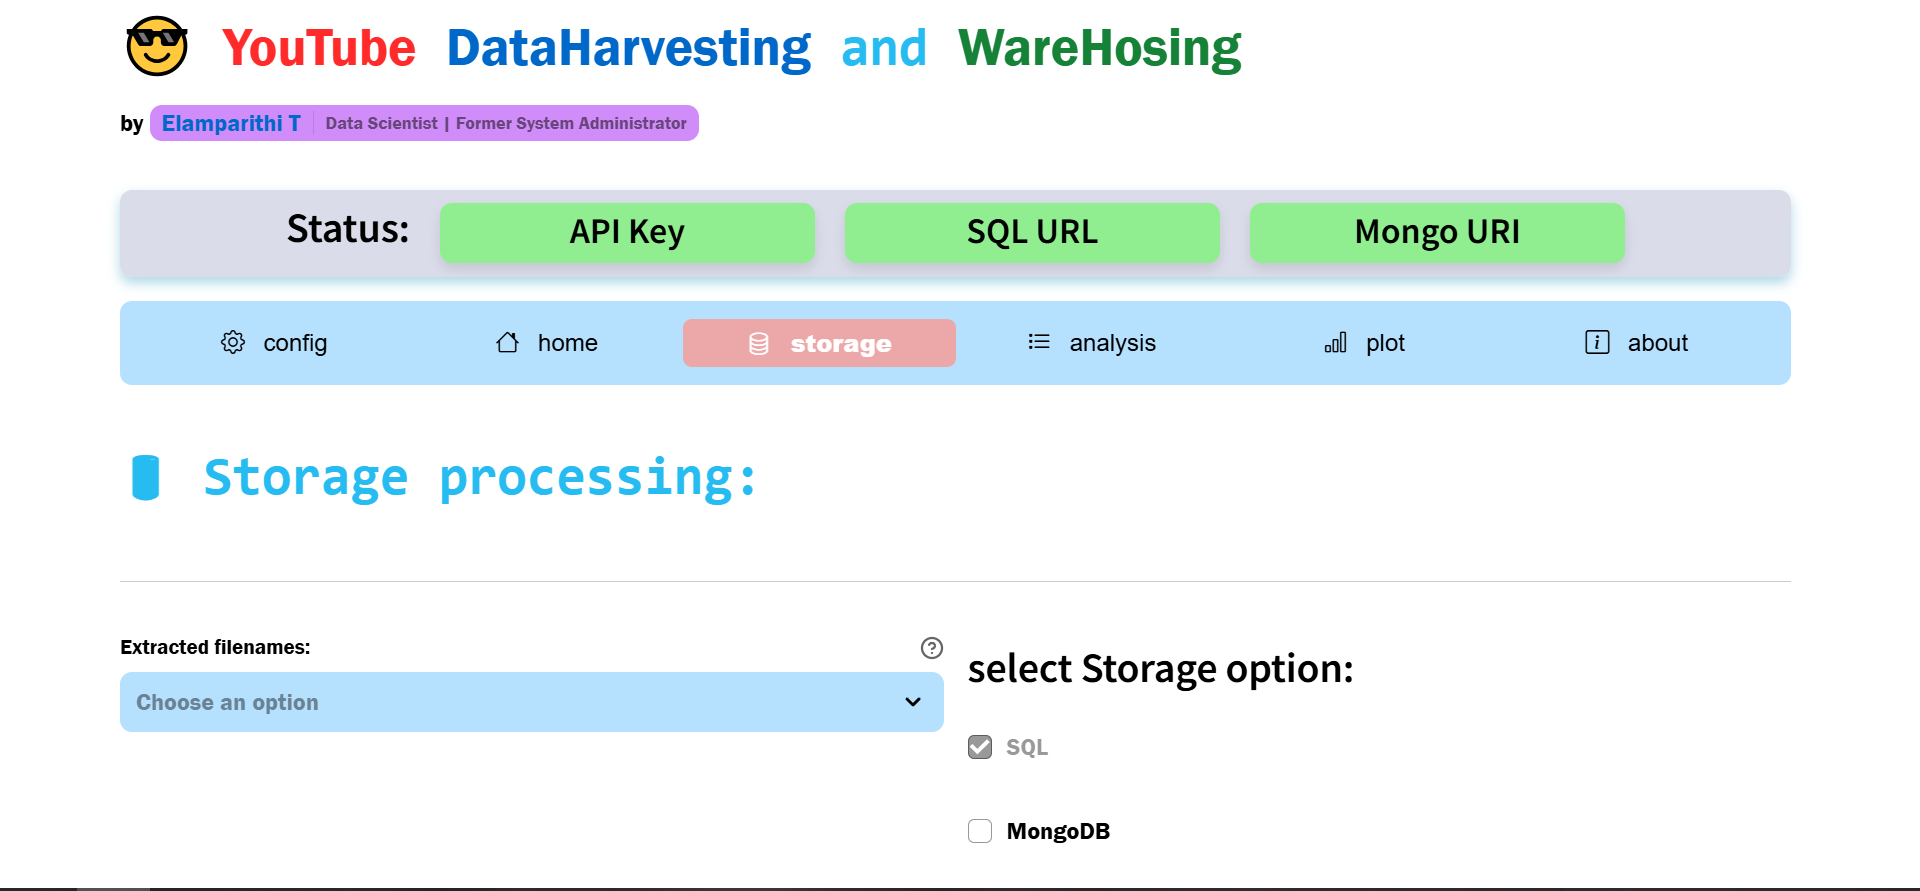 YouTube DataHarvesting and WareHosing
by Elamparithi T Data Scientist | Former System Administrator
Status: API Key SQL URL Mongo URI
config home storage analysis plot about
Storage processing:
Extracted filenames:
Choose an option
select Storage option:
SQL
MongoDB